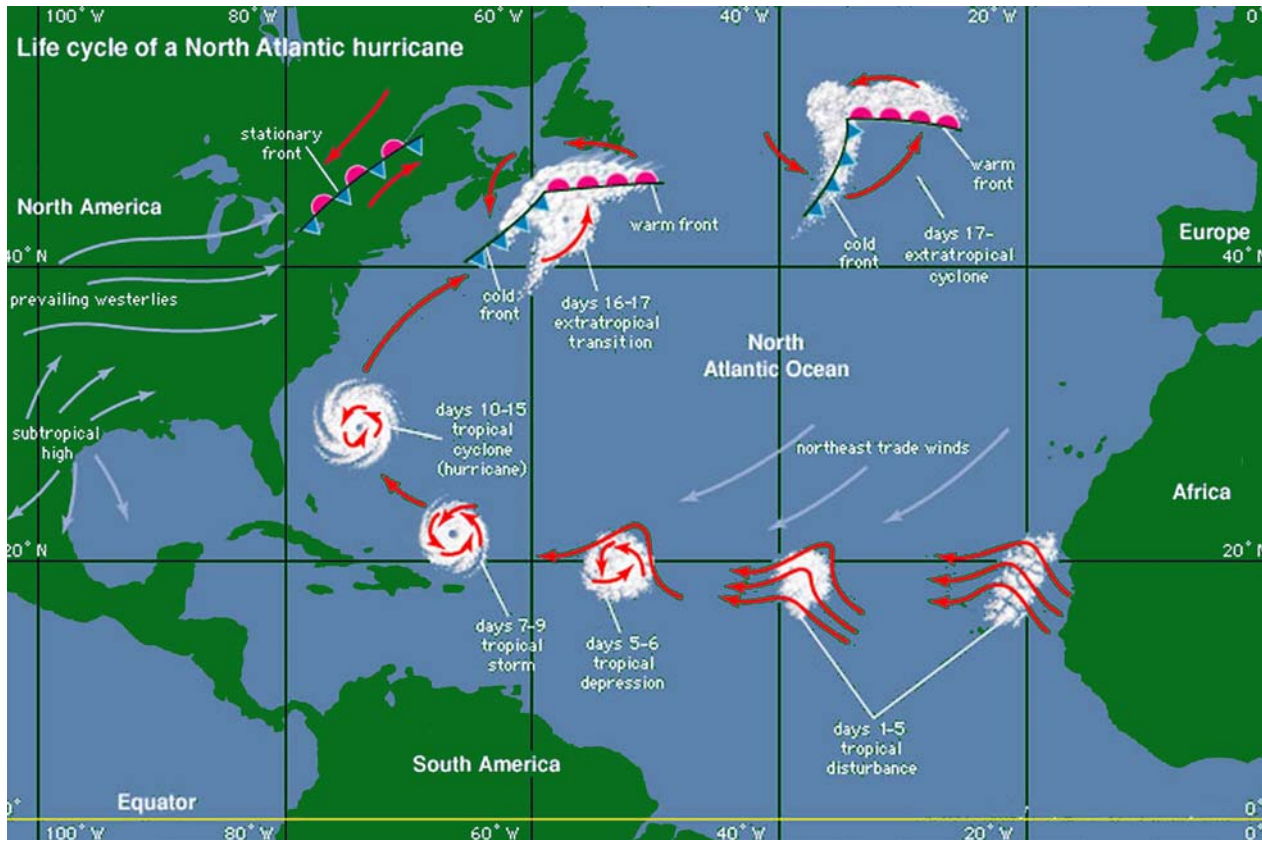 100° W 80° W 60° W 40° W 20° W 0°
Life cycle of a North Atlantic hurricane
stationary
front
North America
warm front
warm
front
cold
front
days 17-
extratropical
cyclone
Europe
40° N
40° N
prevailing westerlies
cold
front
days 16-17
extratropical
transition
North
Atlantic Ocean
subtropical
high
days 10-15
tropical
cyclone
(hurricane)
northeast trade winds
Africa
20° N
20° N
days 7-9
tropical
storm
days 5-6
tropical
depression
days 1-5
tropical
disturbance
South America
Equator
0°
0°
100° W 80° W 60° W 40° W 20° W 0°